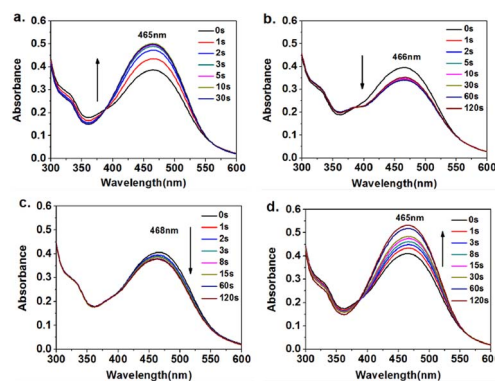 a.
465nm
0s
1s
2s
3s
5s
10s
30s
0.6
0.5
0.4
0.3
0.2
0.1
0.0
Absorbance
300 350 400 450 500 550 600
Wavelength(nm)
b.
466nm
0s
1s
2s
5s
10s
30s
60s
120s
0.6
0.5
0.4
0.3
0.2
0.1
0.0
Absorbance
300 350 400 450 500 550 600
Wavelength(nm)
c.
468nm
0s
1s
2s
3s
8s
15s
60s
120s
0.6
0.5
0.4
0.3
0.2
0.1
0.0
Absorbance
300 350 400 450 500 550 600
Wavelength(nm)
d.
465nm
0s
1s
3s
8s
15s
30s
60s
120s
0.6
0.5
0.4
0.3
0.2
0.1
0.0
Absorbance
300 350 400 450 500 550 600
Wavelength(nm)